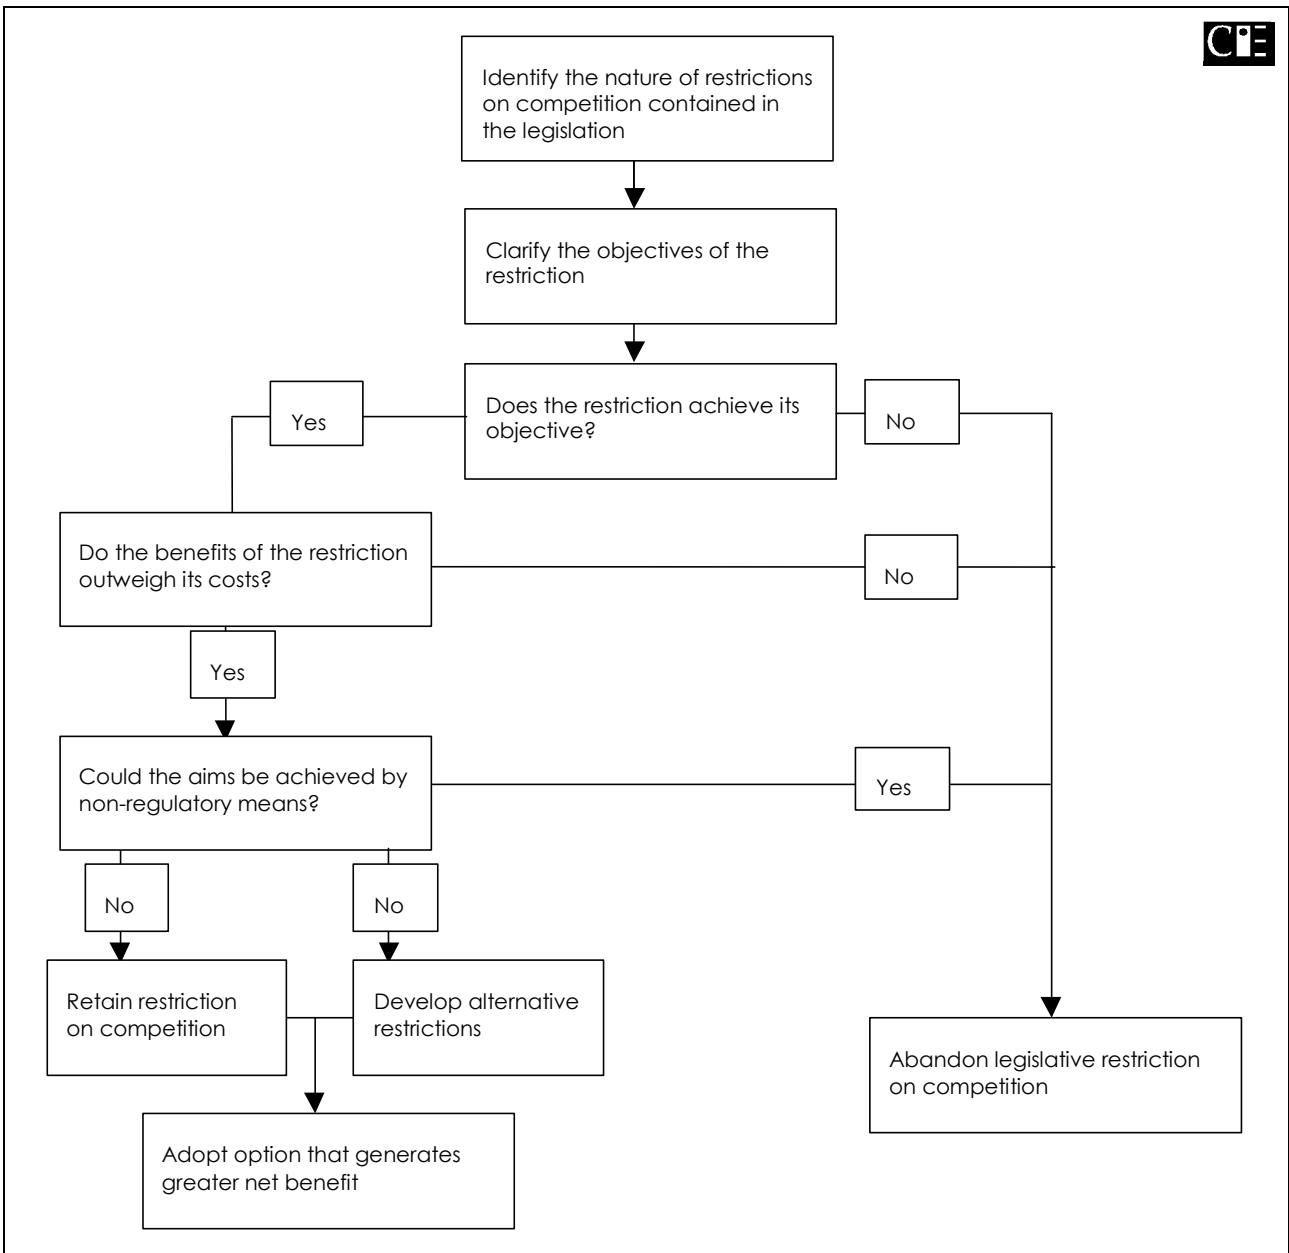 CIE
Identify the nature of restrictions
on competition contained in
the legislation
Clarify the objectives of the
restriction
Does the restriction achieve its
objective?
Yes
No
Do the benefits of the restriction
outweigh its costs?
No
Yes
Could the aims be achieved by
non-regulatory means?
Yes
No
No
Retain restriction
on competition
Develop alternative
restrictions
Abandon legislative restriction
on competition
Adopt option that generates
greater net benefit